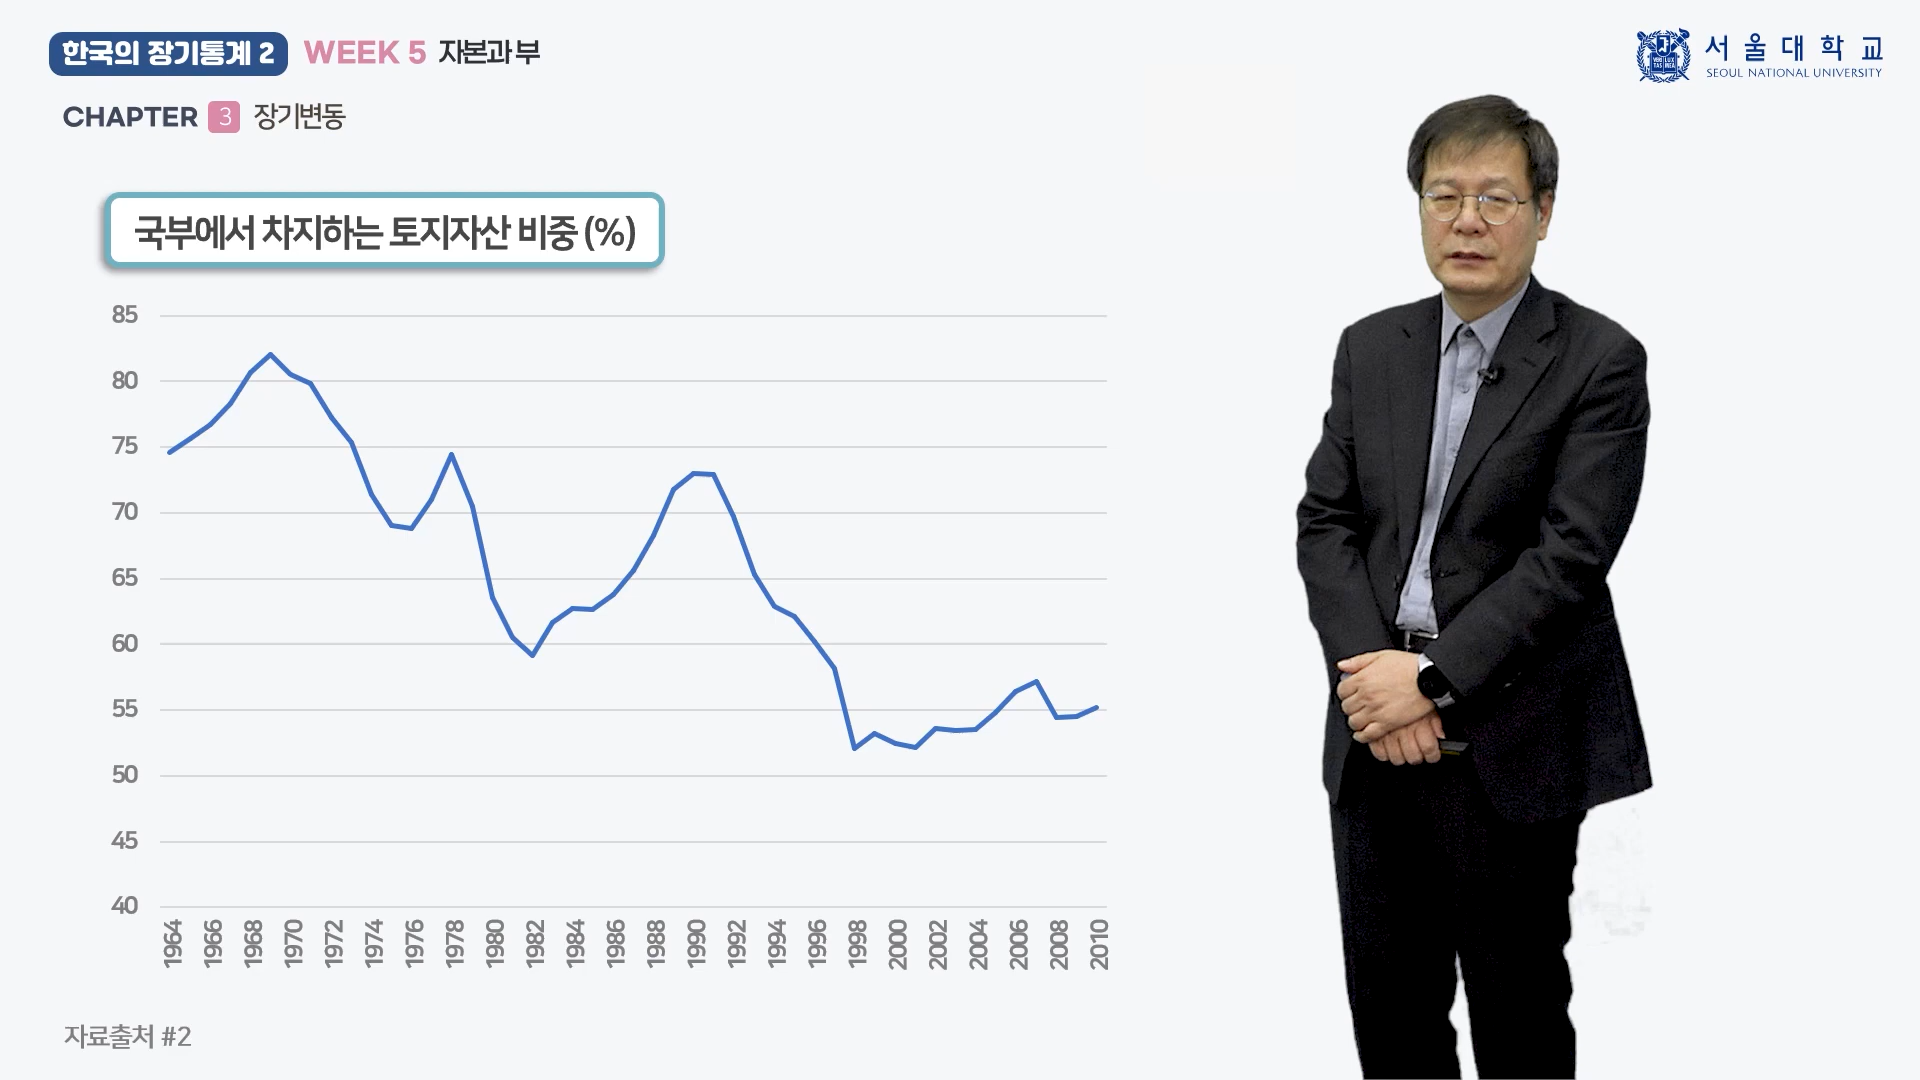 한국의 장기통계 2 WEEK 5 자본과 부
서울대학교
SEOUL NATIONAL UNIVERSITY
CHAPTER 3 장기변동
국부에서 차지하는 토지자산 비중 (%)
85
80
75
70
65
60
55
50
45
40
1964 1966 1968 1970 1972 1974 1976 1978 1980 1982 1984 1986 1988 1990 1992 1994 1996 1998 2000 2002 2004 2006 2008 2010
자료출처 #2